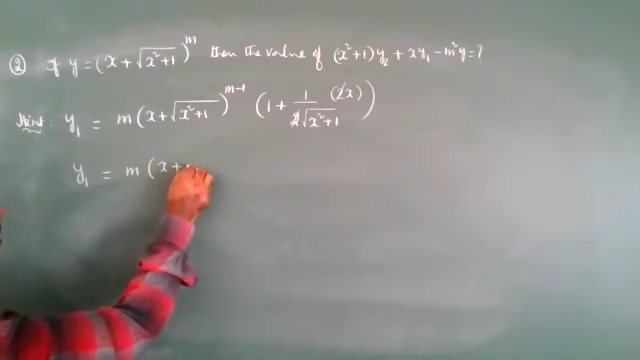 ② If y = (x + √(x²+1))^m then the value of (x²+1)y₂ + xy₁ − m²y = ?
Hint: y₁ = m(x + √(x²+1))^(m−1) (1 + 1/(2√(x²+1)) (2x))
y₁ = m(x+